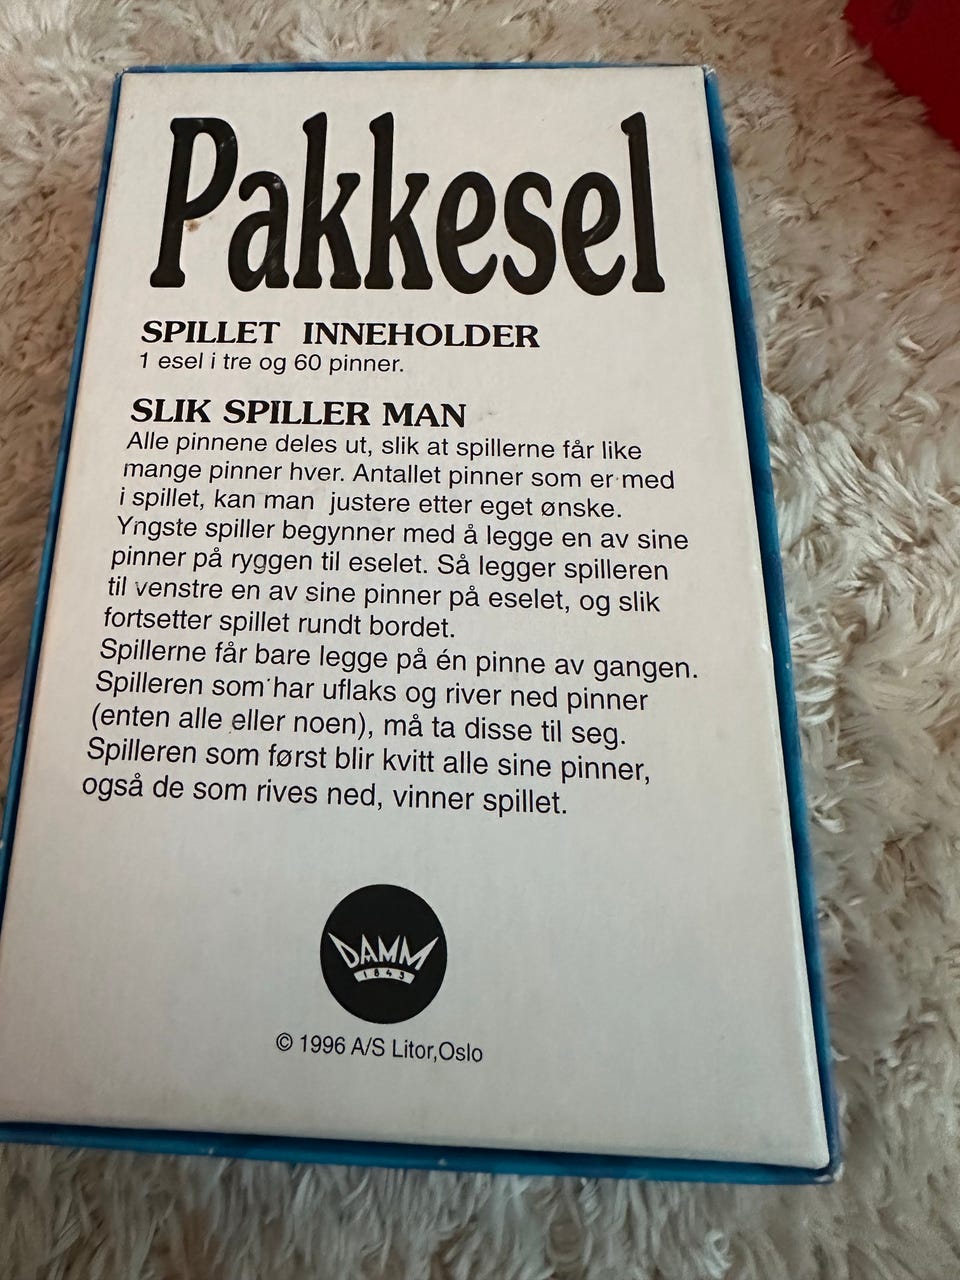 Pakkesel
SPILLET INNEHOLDER
1 esel i tre og 60 pinner.
SLIK SPILLER MAN
Alle pinnene deles ut, slik at spillerne får like
mange pinner hver. Antallet pinner som er med
i spillet, kan man justere etter eget ønske.
Yngste spiller begynner med å legge en av sine
pinner på ryggen til eselet. Så legger spilleren
til venstre en av sine pinner på eselet, og slik
fortsetter spillet rundt bordet.
Spillerne får bare legge på én pinne av gangen.
Spilleren som har uflaks og river ned pinner
(enten alle eller noen), må ta disse til seg.
Spilleren som først blir kvitt alle sine pinner,
også de som rives ned, vinner spillet.
DAMM
1843
© 1996 A/S Litor,Oslo